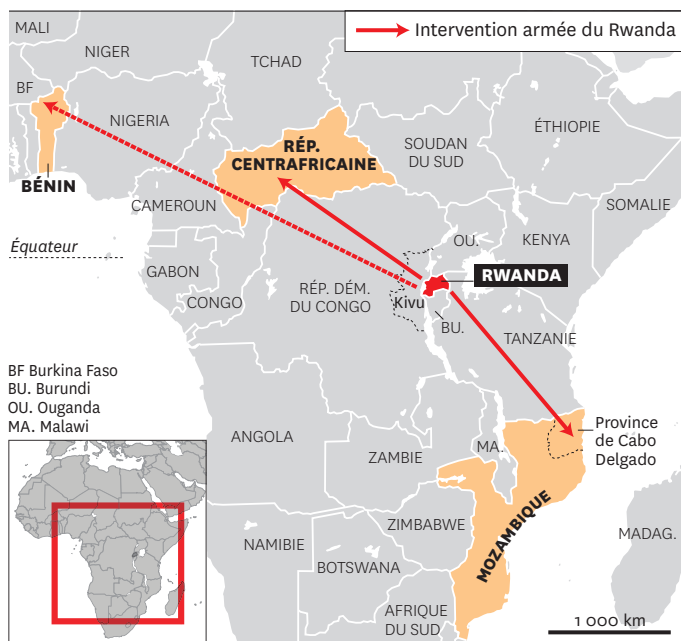 Intervention armée du Rwanda
MALI
NIGER
TCHAD
BF
NIGERIA
BÉNIN
RÉP.
CENTRAFRICAINE
SOUDAN
DU SUD
ÉTHIOPIE
SOMALIE
CAMEROUN
Équateur
OU.
KENYA
GABON
CONGO
RÉP. DÉM.
DU CONGO
Kivu
RWANDA
BU.
TANZANIE
BF Burkina Faso
BU. Burundi
OU. Ouganda
MA. Malawi
ANGOLA
ZAMBIE
MA.
Province
de Cabo
Delgado
ZIMBABWE
MOZAMBIQUE
MADAG.
NAMIBIE
BOTSWANA
AFRIQUE
DU SUD
1 000 km